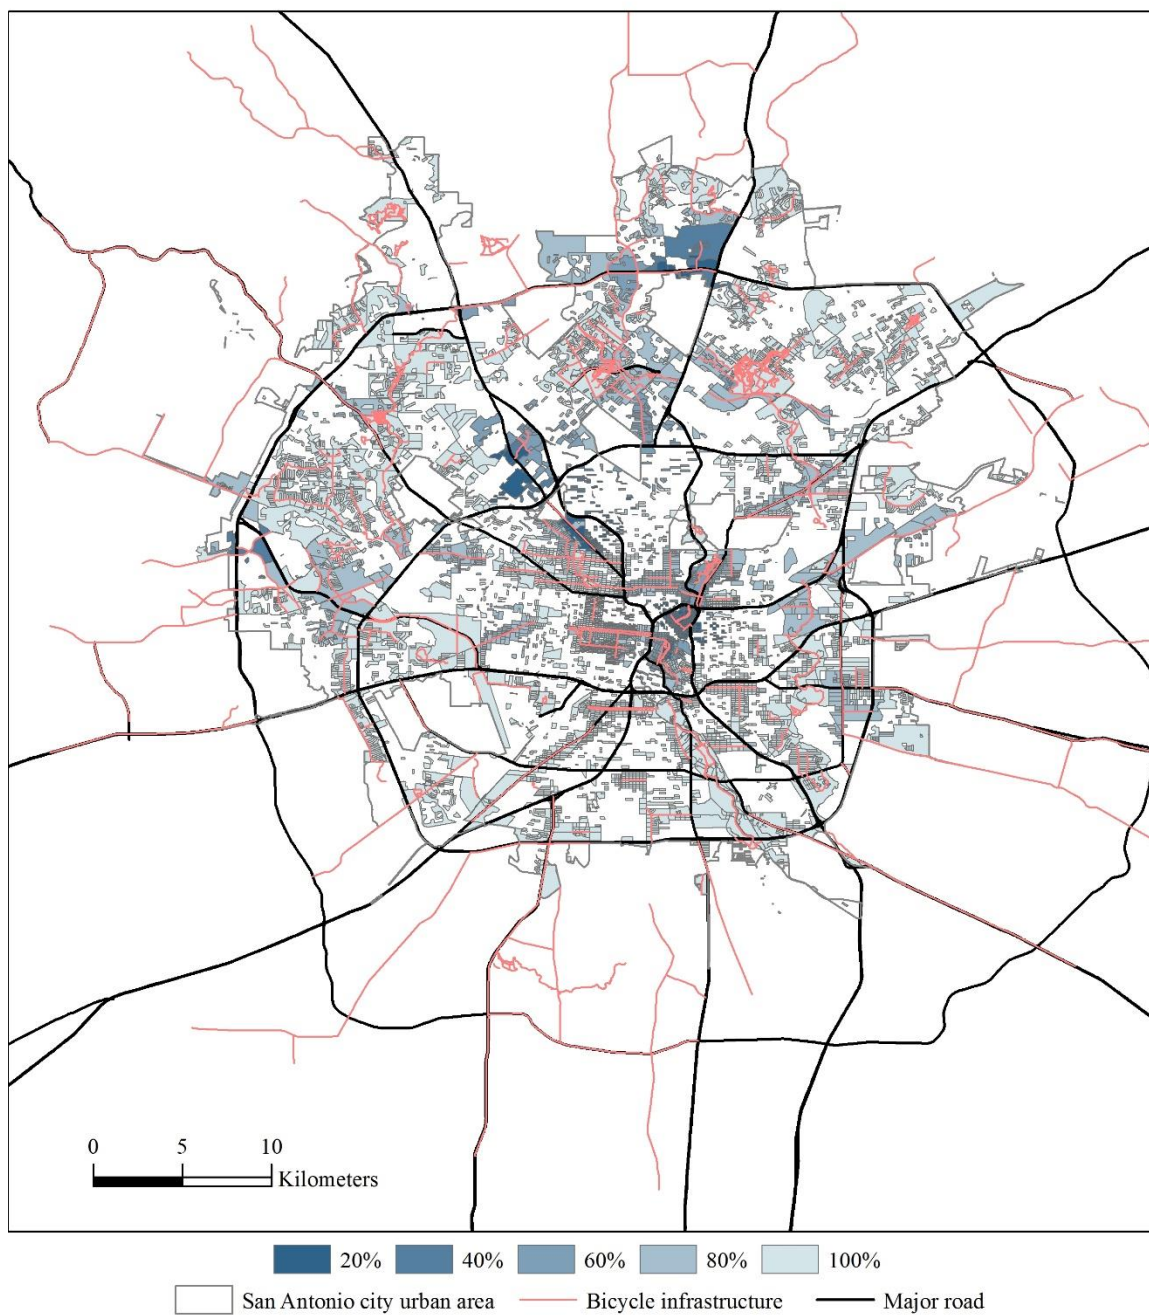 0 5 10
Kilometers
20% 40% 60% 80% 100%
San Antonio city urban area Bicycle infrastructure Major road